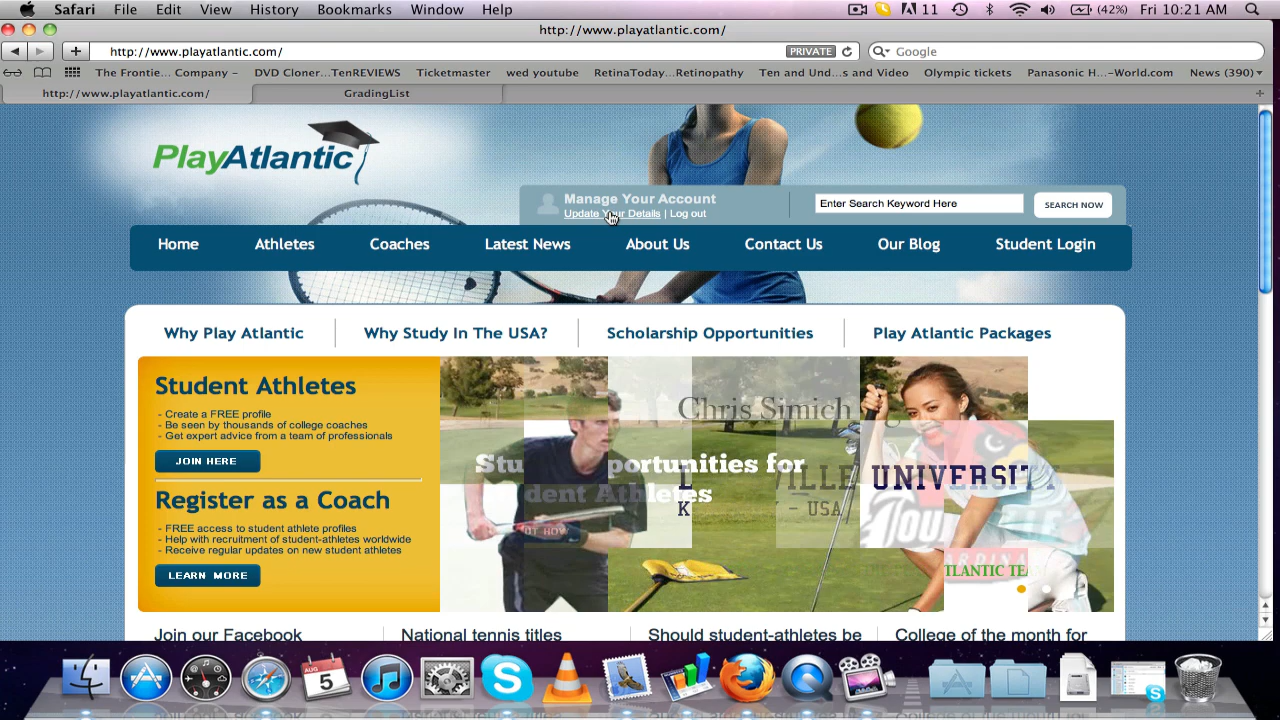 Safari File Edit View History Bookmarks Window Help 11 (42%) Fri 10:21 AM
http://www.playatlantic.com/
http://www.playatlantic.com/ PRIVATE Google
The Frontie... Company – DVD Cloner...TenREVIEWS Ticketmaster wed youtube RetinaToday...Retinopathy Ten and Und...s and Video Olympic tickets Panasonic H...-World.com News (390)
http://www.playatlantic.com/ GradingList
PlayAtlantic
Manage Your Account
Update Your Details | Log out
Enter Search Keyword Here SEARCH NOW
Home Athletes Coaches Latest News About Us Contact Us Our Blog Student Login
Why Play Atlantic Why Study In The USA? Scholarship Opportunities Play Atlantic Packages
Student Athletes
- Create a FREE profile
- Be seen by thousands of college coaches
- Get expert advice from a team of professionals
JOIN HERE
Register as a Coach
- FREE access to student athlete profiles
- Help with recruitment of student-athletes worldwide
- Receive regular updates on new student athletes
LEARN MORE
Chris Simich
for
UNIVERSITY
- USA
Athletes
Join our Facebook National tennis titles Should student-athletes be College of the month for
AUG
5